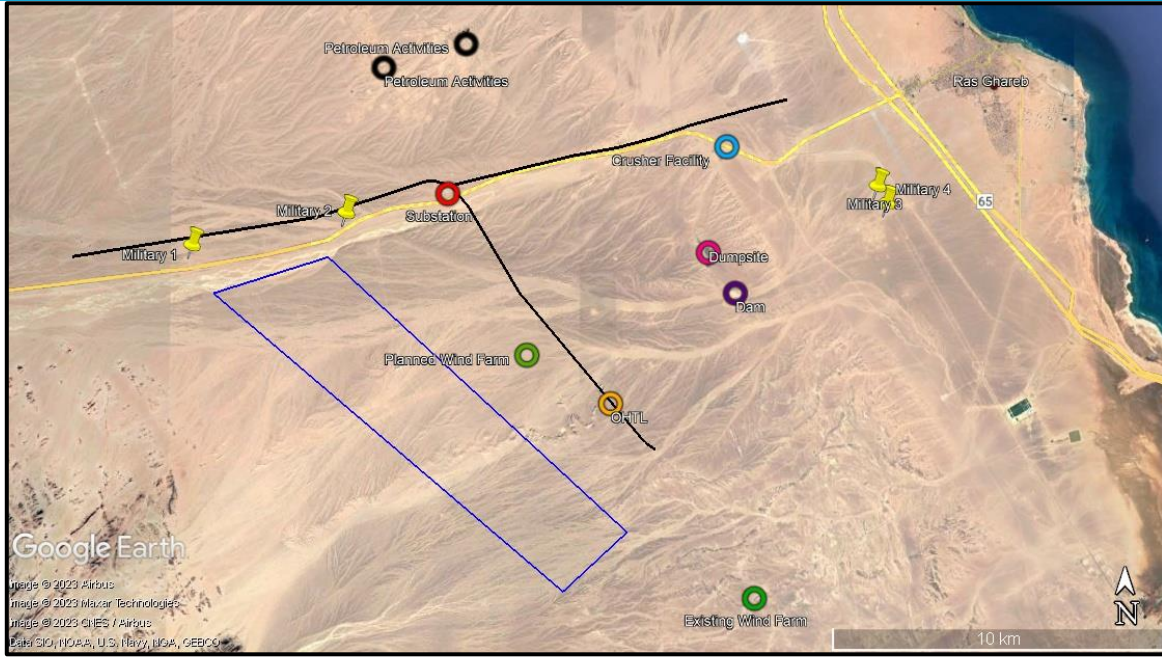 Petroleum Activities
Petroleum Activities
Ras Ghareb
Crusher Facility
Military 4
Military 3
65
Military 2
Substation
Military 1
Dumpsite
Dam
Planned Wind Farm
OHTL
Google Earth
Image © 2023 Airbus
Image © 2023 Maxar Technologies
Image © 2023 CNES / Airbus
Data SIO, NOAA, U.S. Navy, NGA, GEBCO
Existing Wind Farm
N
10 km